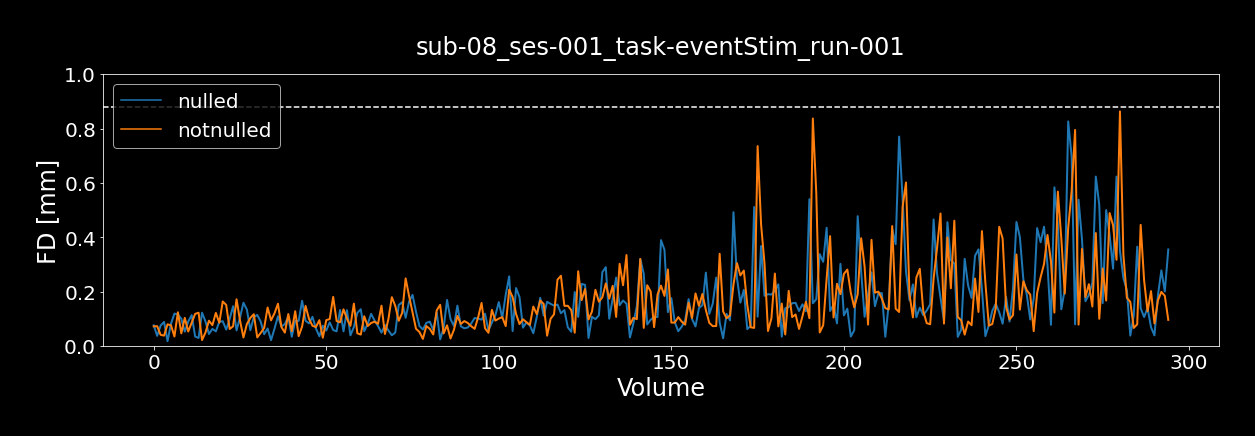 sub-08_ses-001_task-eventStim_run-001
1.0
0.8
0.6
0.4
0.2
0.0
FD [mm]
nulled
notnulled
0 50 100 150 200 250 300
Volume